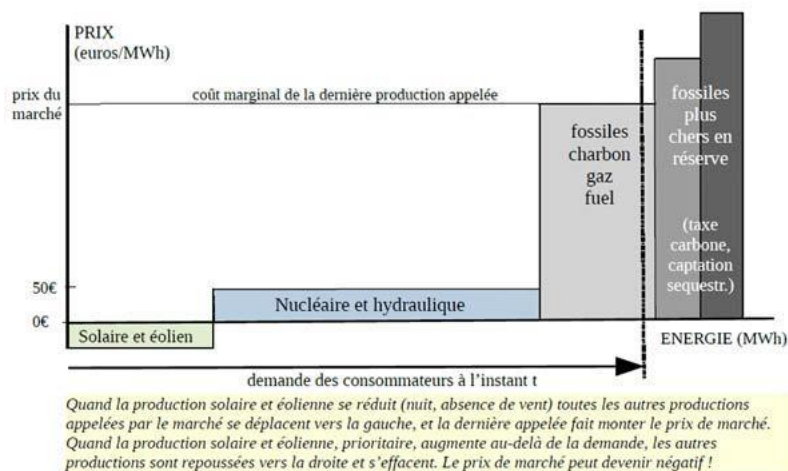 PRIX
(euros/MWh)
prix du
marché
coût marginal de la dernière production appelée
fossiles
charbon
gaz
fuel
fossiles
plus
chers en
réserve
(taxe
carbone,
captation
sequestr.)
50€
0€
Nucléaire et hydraulique
Solaire et éolien
ENERGIE (MWh)
demande des consommateurs à l'instant t
Quand la production solaire et éolienne se réduit (nuit, absence de vent) toutes les autres productions
appelées par le marché se déplacent vers la gauche, et la dernière appelée fait monter le prix de marché.
Quand la production solaire et éolienne, prioritaire, augmente au-delà de la demande, les autres
productions sont repoussées vers la droite et s'effacent. Le prix de marché peut devenir négatif !